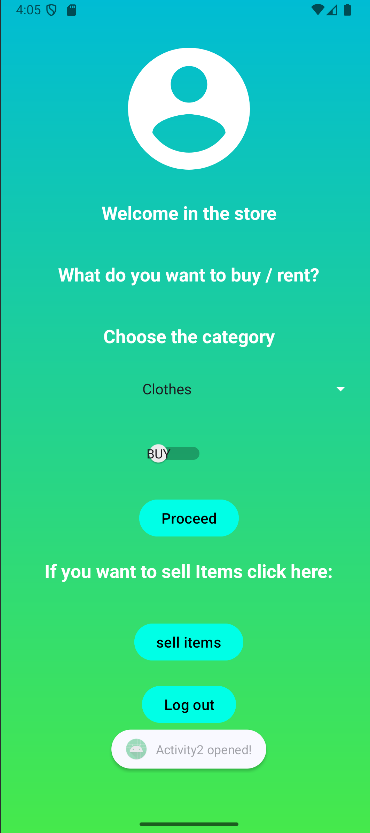 4:05
Welcome in the store
What do you want to buy / rent?
Choose the category
Clothes
BUY
Proceed
If you want to sell Items click here:
sell items
Log out
Activity2 opened!